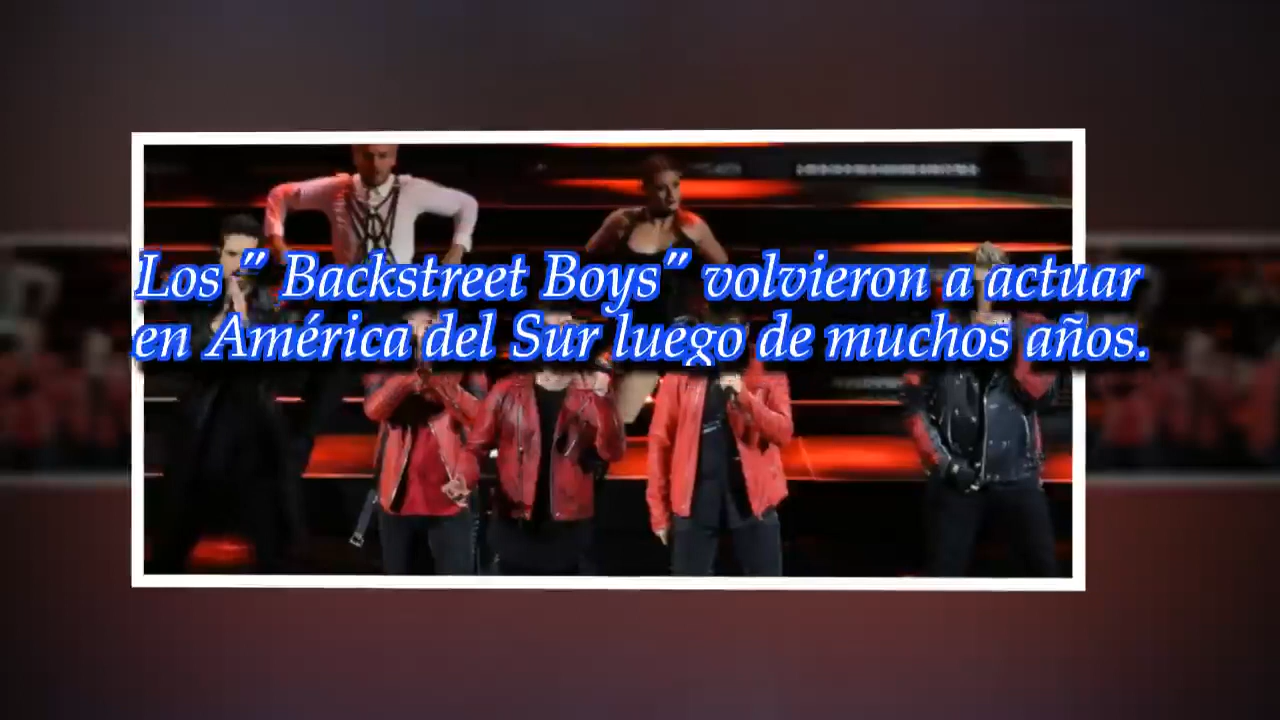 Los " Backstreet Boys" volvieron a actuar
en América del Sur luego de muchos años.